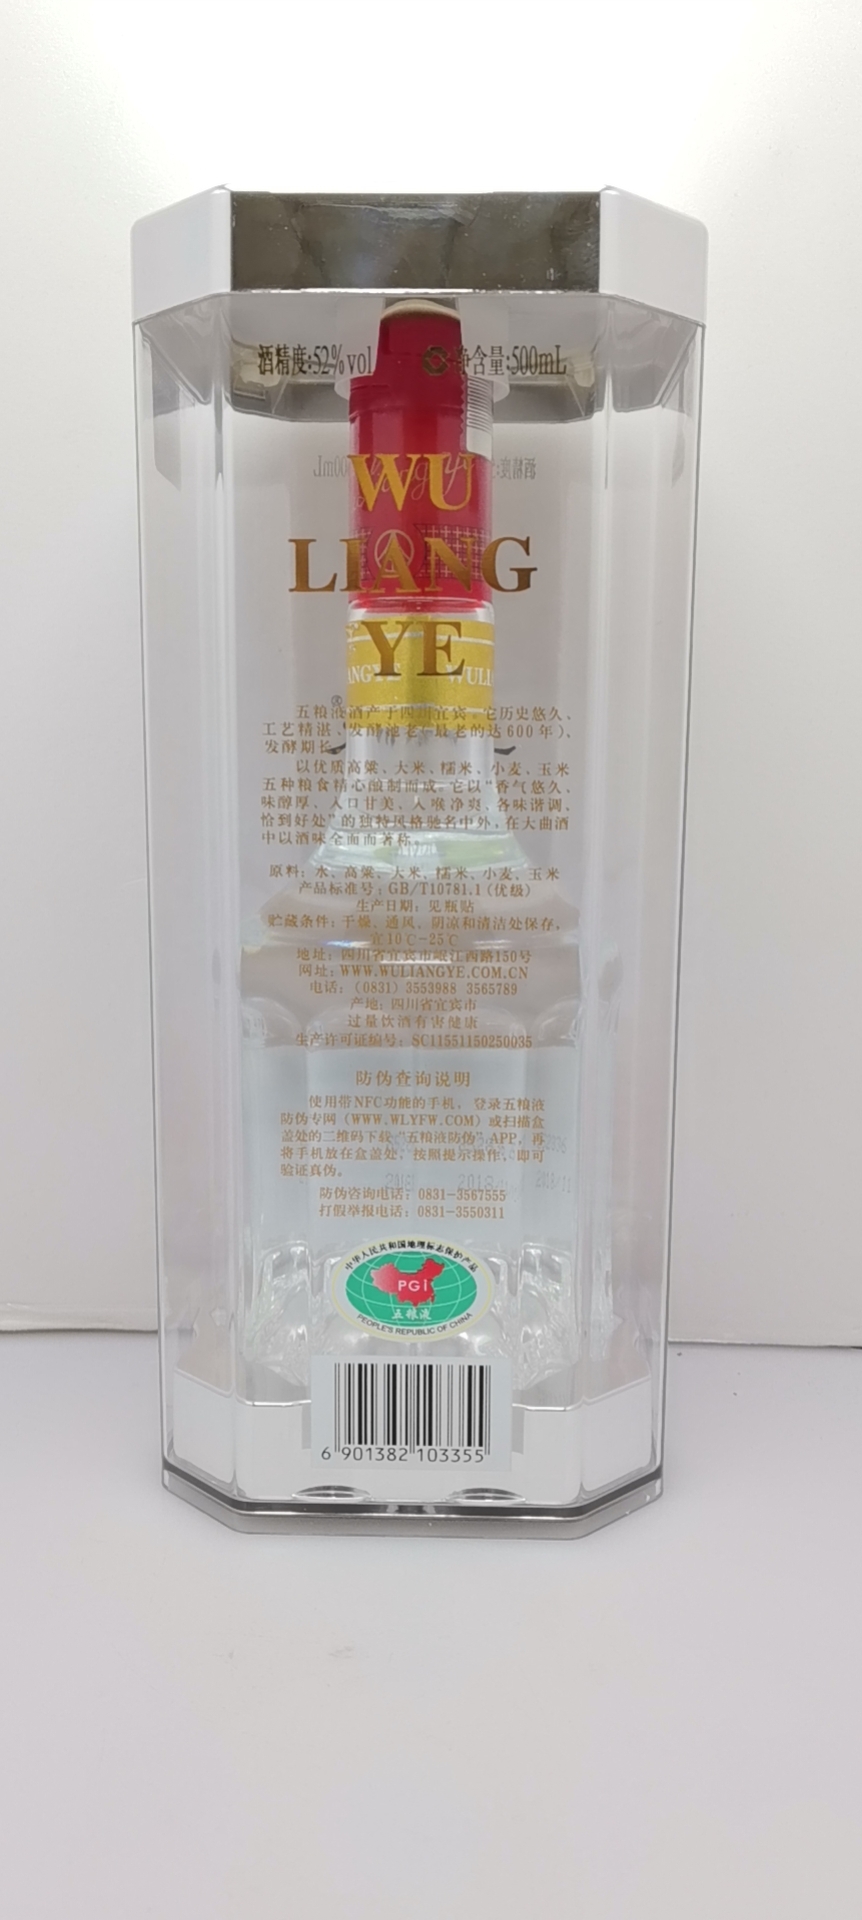 酒精度:52%vol 净含量:500mL
WU
LIANG
YE
五粮液酒产于四川宜宾。它历史悠久、
工艺精湛、发酵池老(最老的达600年)、
发酵期长
以优质高粱、大米、糯米、小麦、玉米
五种粮食精心酿制而成。它以“香气悠久、
味醇厚、入口甘美、入喉净爽、各味谐调、
恰到好处”的独特风格驰名中外,在大曲酒
中以酒味全面而著称。
原料: 水、高粱、大米、糯米、小麦、玉米
产品标准号: GB/T10781.1 (优级)
生产日期: 见瓶贴
贮藏条件: 干燥、通风、阴凉和清洁处保存,
宜10℃-25℃
地址: 四川省宜宾市岷江西路150号
网址: WWW.WULIANGYE.COM.CN
电话: (0831) 3553988 3565789
产地: 四川省宜宾市
过量饮酒有害健康
生产许可证编号: SC11551150250035
防伪查询说明
使用带NFC功能的手机, 登录五粮液
防伪专网 (WWW.WLYFW.COM) 或扫描盒
盖处的二维码下载“五粮液防伪”APP, 再
将手机放在盒盖处, 按照提示操作, 即可
验证真伪。
防伪咨询电话: 0831-3567555
打假举报电话: 0831-3550311
中华人民共和国地理标志保护产品
PGI
五粮液
PEOPLE'S REPUBLIC OF CHINA
6 901382 103355